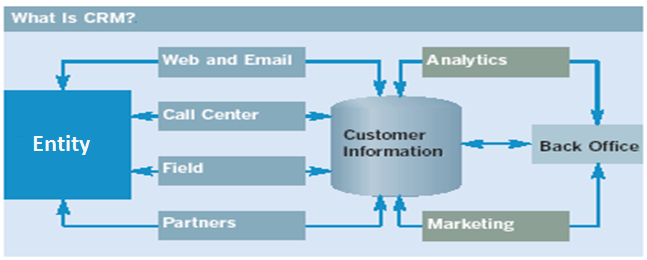 What Is CRM?
Web and Email
Analytics
Call Center
Entity
Customer
Information
Back Office
Field
Partners
Marketing